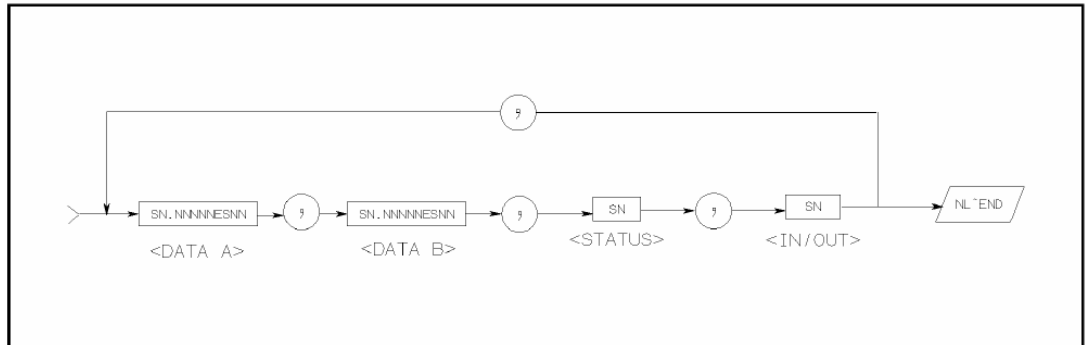 ,
SN.NNNNNESNN , SN.NNNNNESNN , SN , SN NL^END
<DATA A> <DATA B> <STATUS> <IN/OUT>